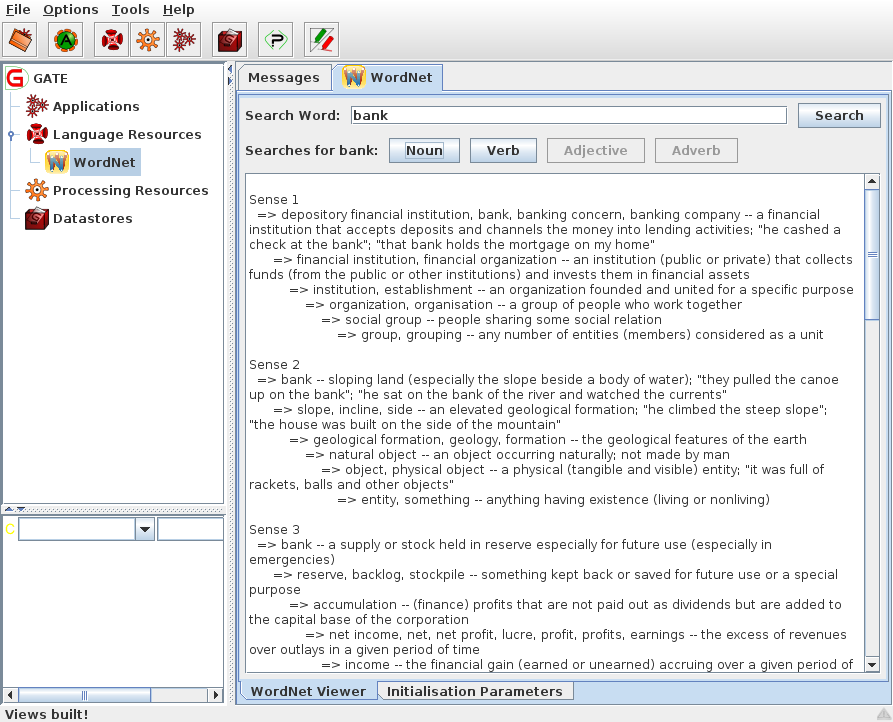 File Options Tools Help
GATE
Applications
Language Resources
WordNet
Processing Resources
Datastores
C
Messages WordNet
Search Word: bank Search
Searches for bank: Noun Verb Adjective Adverb
Sense 1
=> depository financial institution, bank, banking concern, banking company -- a financial
institution that accepts deposits and channels the money into lending activities; "he cashed a
check at the bank"; "that bank holds the mortgage on my home"
=> financial institution, financial organization -- an institution (public or private) that collects
funds (from the public or other institutions) and invests them in financial assets
=> institution, establishment -- an organization founded and united for a specific purpose
=> organization, organisation -- a group of people who work together
=> social group -- people sharing some social relation
=> group, grouping -- any number of entities (members) considered as a unit
Sense 2
=> bank -- sloping land (especially the slope beside a body of water); "they pulled the canoe
up on the bank"; "he sat on the bank of the river and watched the currents"
=> slope, incline, side -- an elevated geological formation; "he climbed the steep slope";
"the house was built on the side of the mountain"
=> geological formation, geology, formation -- the geological features of the earth
=> natural object -- an object occurring naturally; not made by man
=> object, physical object -- a physical (tangible and visible) entity; "it was full of
rackets, balls and other objects"
=> entity, something -- anything having existence (living or nonliving)
Sense 3
=> bank -- a supply or stock held in reserve especially for future use (especially in
emergencies)
=> reserve, backlog, stockpile -- something kept back or saved for future use or a special
purpose
=> accumulation -- (finance) profits that are not paid out as dividends but are added to
the capital base of the corporation
=> net income, net, net profit, lucre, profit, profits, earnings -- the excess of revenues
over outlays in a given period of time
=> income -- the financial gain (earned or unearned) accruing over a given period of
WordNet Viewer Initialisation Parameters
Views built!